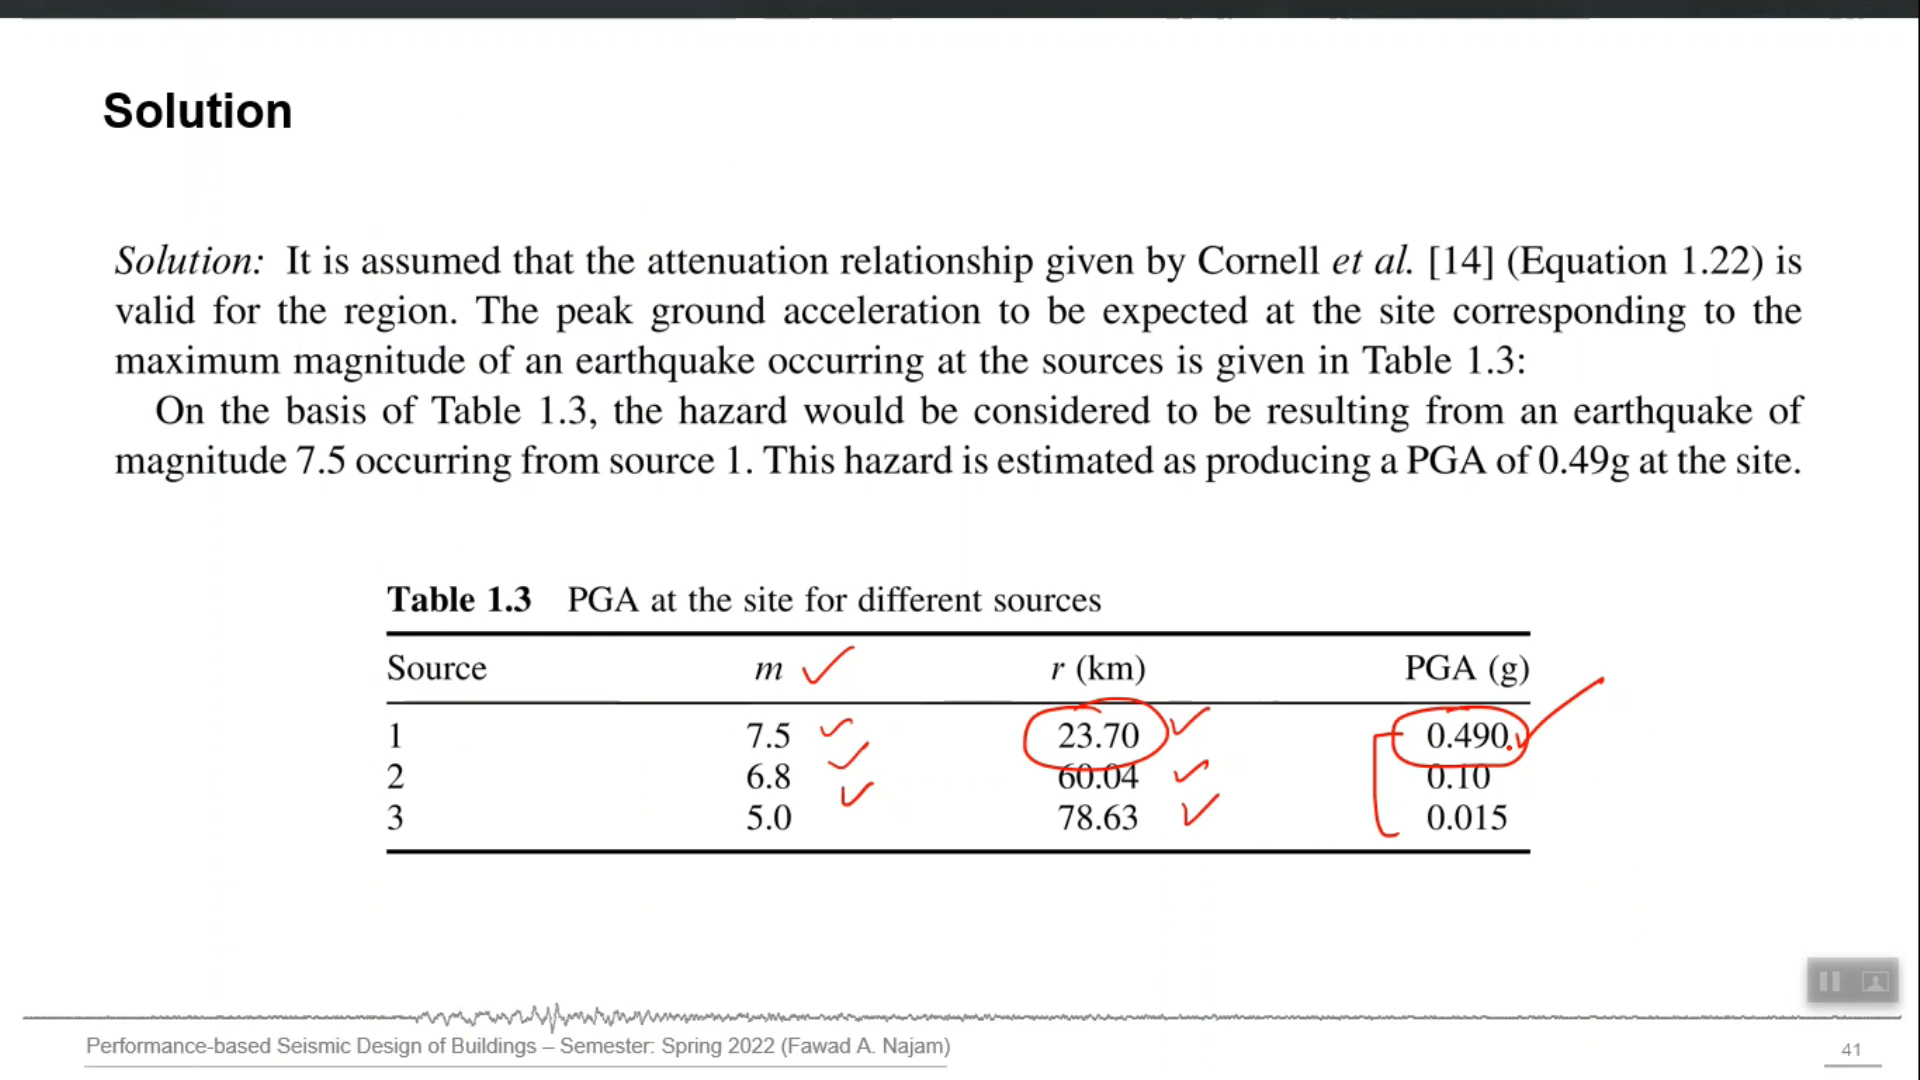 Solution
Solution: It is assumed that the attenuation relationship given by Cornell et al. [14] (Equation 1.22) is
valid for the region. The peak ground acceleration to be expected at the site corresponding to the
maximum magnitude of an earthquake occurring at the sources is given in Table 1.3:
On the basis of Table 1.3, the hazard would be considered to be resulting from an earthquake of
magnitude 7.5 occurring from source 1. This hazard is estimated as producing a PGA of 0.49g at the site.
Table 1.3 PGA at the site for different sources
Source m r (km) PGA (g)
1 7.5 23.70 0.490
2 6.8 60.04 0.10
3 5.0 78.63 0.015
Performance-based Seismic Design of Buildings – Semester: Spring 2022 (Fawad A. Najam)
41